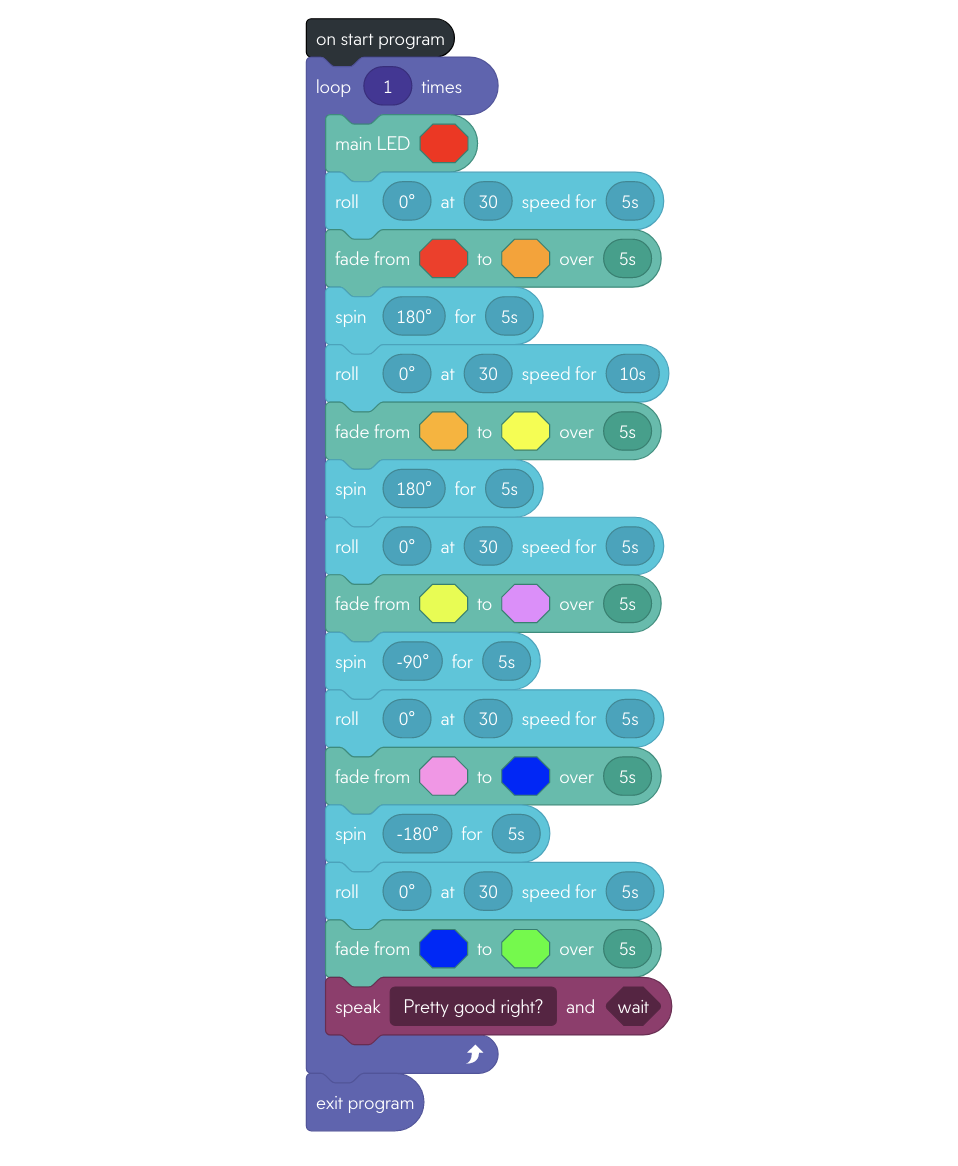 on start program
loop 1 times
main LED
roll 0° at 30 speed for 5s
fade from to over 5s
spin 180° for 5s
roll 0° at 30 speed for 10s
fade from to over 5s
spin 180° for 5s
roll 0° at 30 speed for 5s
fade from to over 5s
spin -90° for 5s
roll 0° at 30 speed for 5s
fade from to over 5s
spin -180° for 5s
roll 0° at 30 speed for 5s
fade from to over 5s
speak Pretty good right? and wait
exit program